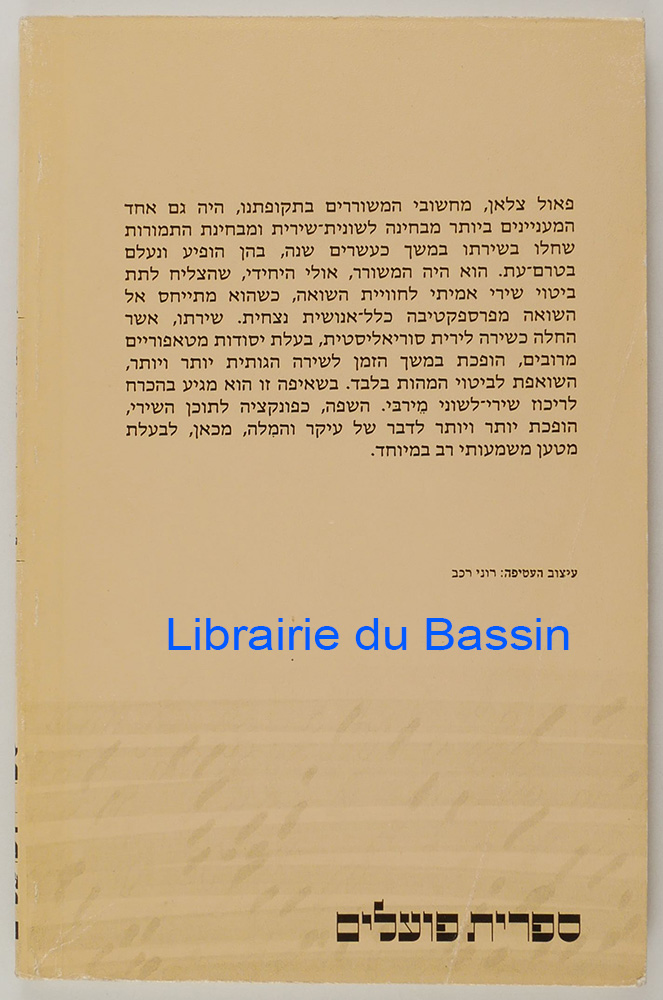 פאול צלאן, מחשובי המשוררים בתקופתנו, היה גם אחד
המעניינים ביותר מבחינה לשונית־שירית ומבחינת התמורות
שחלו בשירתו במשך כעשרים שנה, בהן הופיע ונעלם
בטרם־עת. הוא היה המשורר, אולי היחידי, שהצליח לתת
ביטוי שירי אמיתי לחוויית השואה, כשהוא מתייחס אל
השואה מפרספקטיבה כלל־אנושית נצחית. שירתו, אשר
החלה כשירה לירית סוריאליסטית, בעלת יסודות מטאפוריים
מרובים, הופכת במשך הזמן לשירה הגותית יותר ויותר,
השואפת לביטוי המהות בלבד. בשאיפה זו הוא מגיע בהכרח
לריכוז שירי־לשוני מֵירבּי. השפה, כפונקציה לתוכן השירי,
הופכת יותר ויותר לדבר של עיקר והמִלה, מכאן, לבעלת
מטען משמעותי רב במיוחד.
עיצוב העטיפה: רוני רכב
Librairie du Bassin
ספרית פועלים